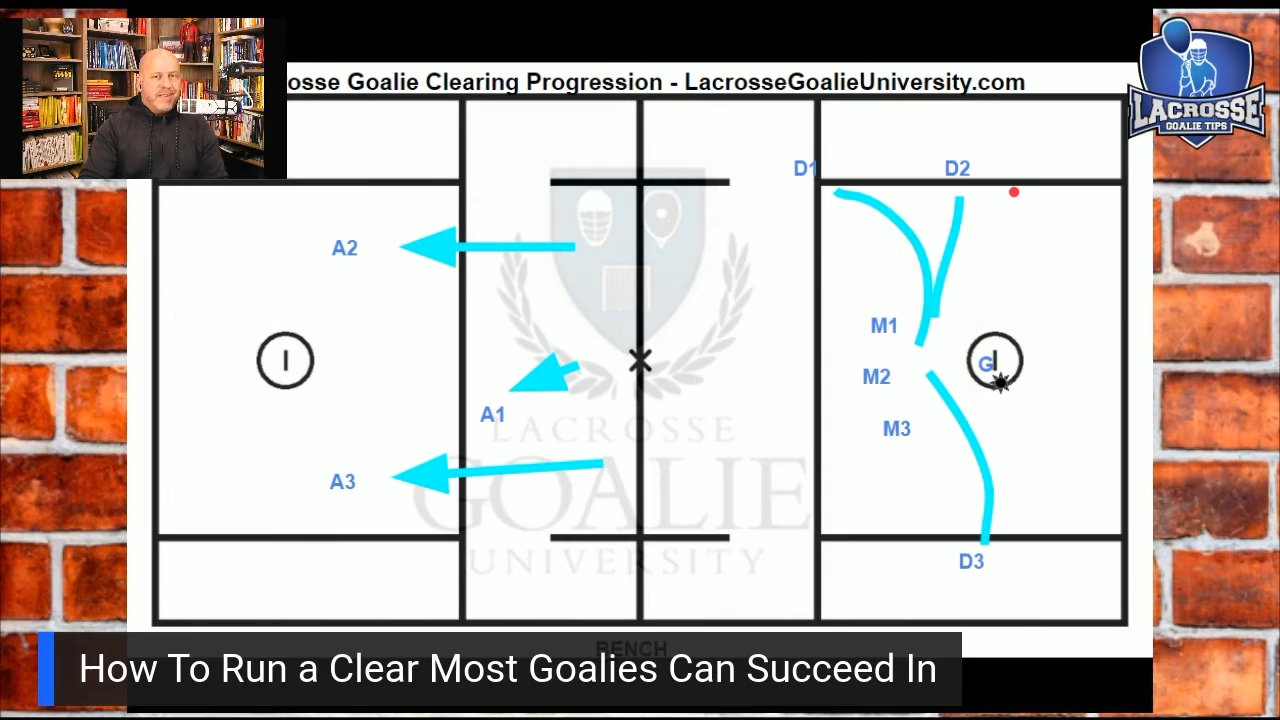 osse Goalie Clearing Progression - LacrosseGoalieUniversity.com
LACROSSE
GOALIE TIPS
D1
D2
A2
M1
G
M2
A1
M3
LACROSSE
A3
GOALIE
UNIVERSITY
D3
BENCH
How To Run a Clear Most Goalies Can Succeed In